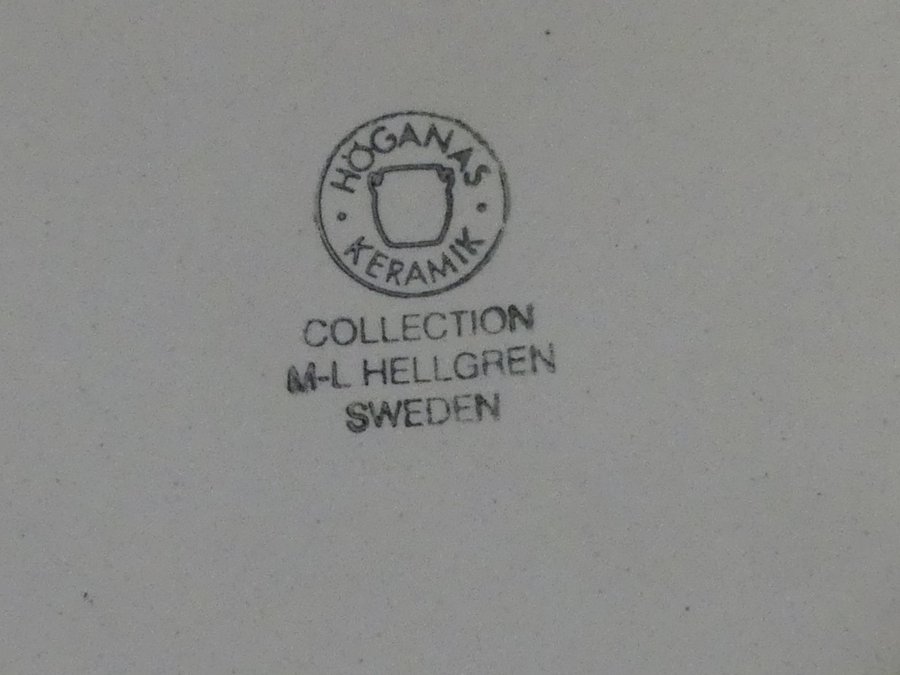 HÖGANÄS
KERAMIK
COLLECTION
M-L HELLGREN
SWEDEN